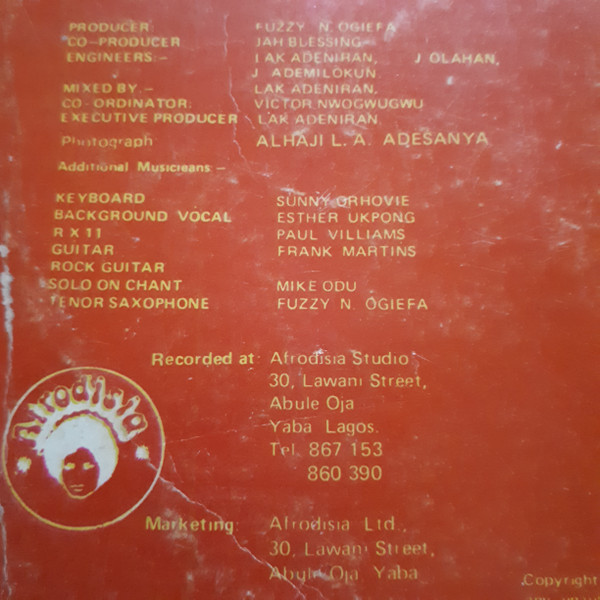 PRODUCER FUZZY N. OGIEFA
CO-PRODUCER JAH BLESSING
ENGINEERS:- LAK ADENIRAN, J OLAHAN,
J ADEMILOKUN
MIXED BY:- LAK ADENIRAN.
CO-ORDINATOR: VICTOR NWOGWUGWU
EXECUTIVE PRODUCER LAK ADENIRAN
Photograph ALHAJI L. A. ADESANYA
Additional Musicieans -
KEYBOARD SUNNY ORHOVIE
BACKGROUND VOCAL ESTHER UKPONG
R X 11 PAUL VILLIAMS
GUITAR FRANK MARTINS
ROCK GUITAR
SOLO ON CHANT MIKE ODU
TENOR SAXOPHONE FUZZY N. OGIEFA
Recorded at: Afrodisia Studio
30, Lawani Street,
Abule Oja
Yaba Lagos.
Tel. 867 153
860 390
Afrodisia
Marketing: Afrodisia Ltd.,
30, Lawani Street,
Abule Oja Yaba
Copyright